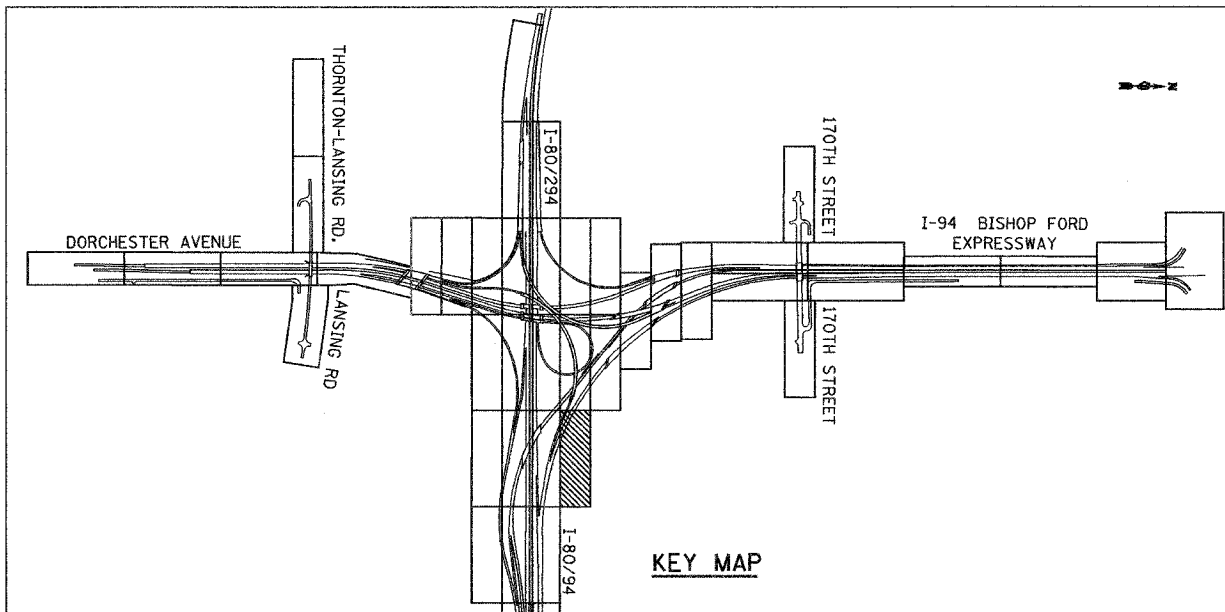 THORNTON-LANSING RD.
I-80/294
170TH STREET
N
I-94 BISHOP FORD
EXPRESSWAY
DORCHESTER AVENUE
LANSING RD
170TH STREET
I-80/94
KEY MAP